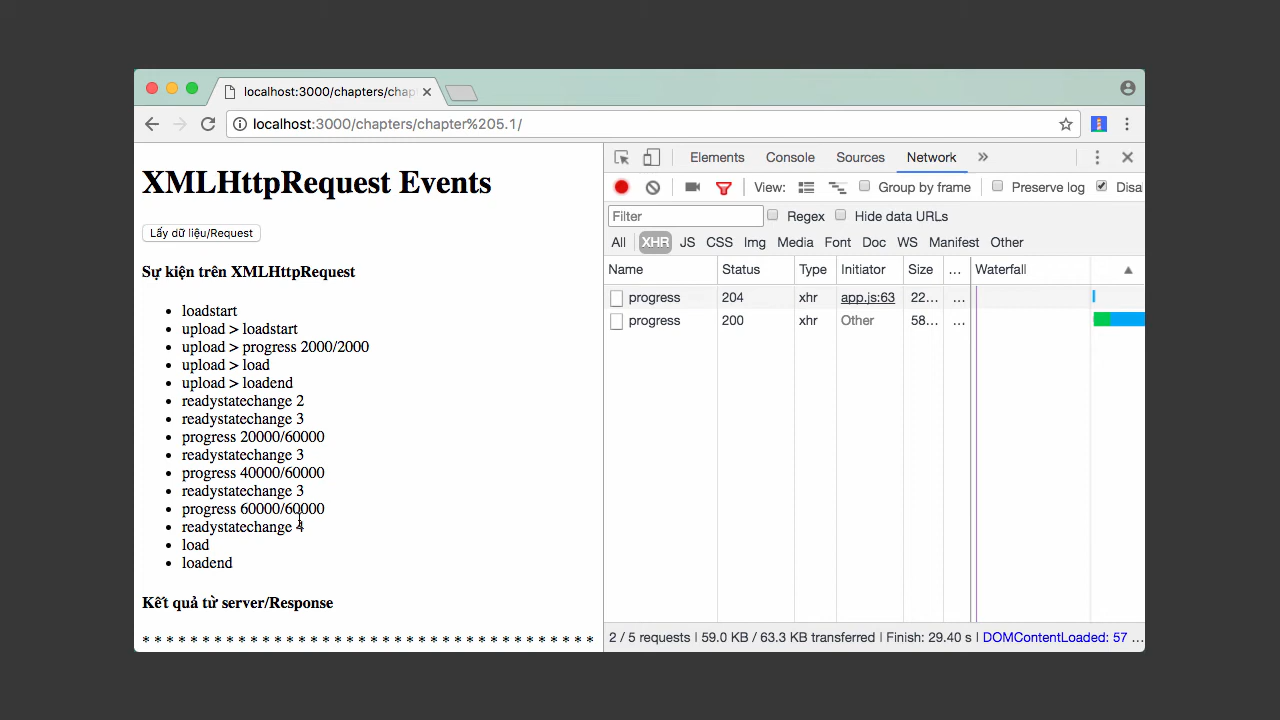 localhost:3000/chapters/chap
localhost:3000/chapters/chapter%205.1/
XMLHttpRequest Events
Lấy dữ liệu/Request
Sự kiện trên XMLHttpRequest
loadstart
upload > loadstart
upload > progress 2000/2000
upload > load
upload > loadend
readystatechange 2
readystatechange 3
progress 20000/60000
readystatechange 3
progress 40000/60000
readystatechange 3
progress 60000/60000
readystatechange 4
load
loadend
Kết quả từ server/Response
* * * * * * * * * * * * * * * * * * * * * * * * * * * * * * * * * * * * * *
Elements Console Sources Network »
View: Group by frame Preserve log Disa
Filter Regex Hide data URLs
All XHR JS CSS Img Media Font Doc WS Manifest Other
Name Status Type Initiator Size ... Waterfall
progress 204 xhr app.js:63 22... ...
progress 200 xhr Other 58... ...
2 / 5 requests | 59.0 KB / 63.3 KB transferred | Finish: 29.40 s | DOMContentLoaded: 57 ...